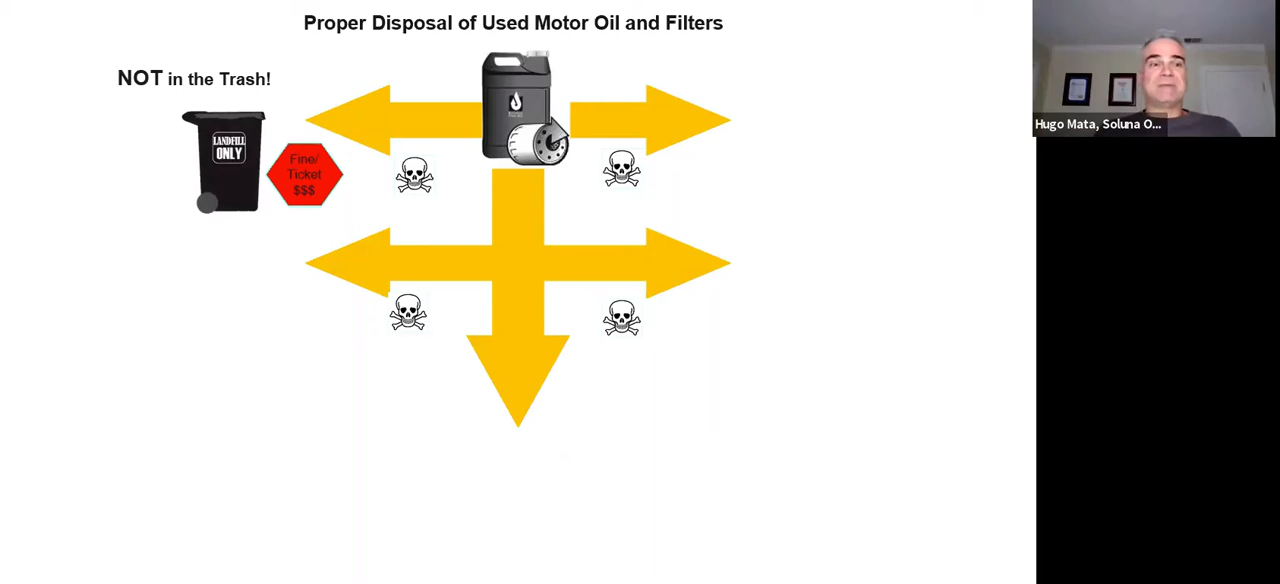 Proper Disposal of Used Motor Oil and Filters
NOT in the Trash!
LANDFILL
ONLY
Fine/
Ticket
$$$
Hugo Mata, Soluna O...